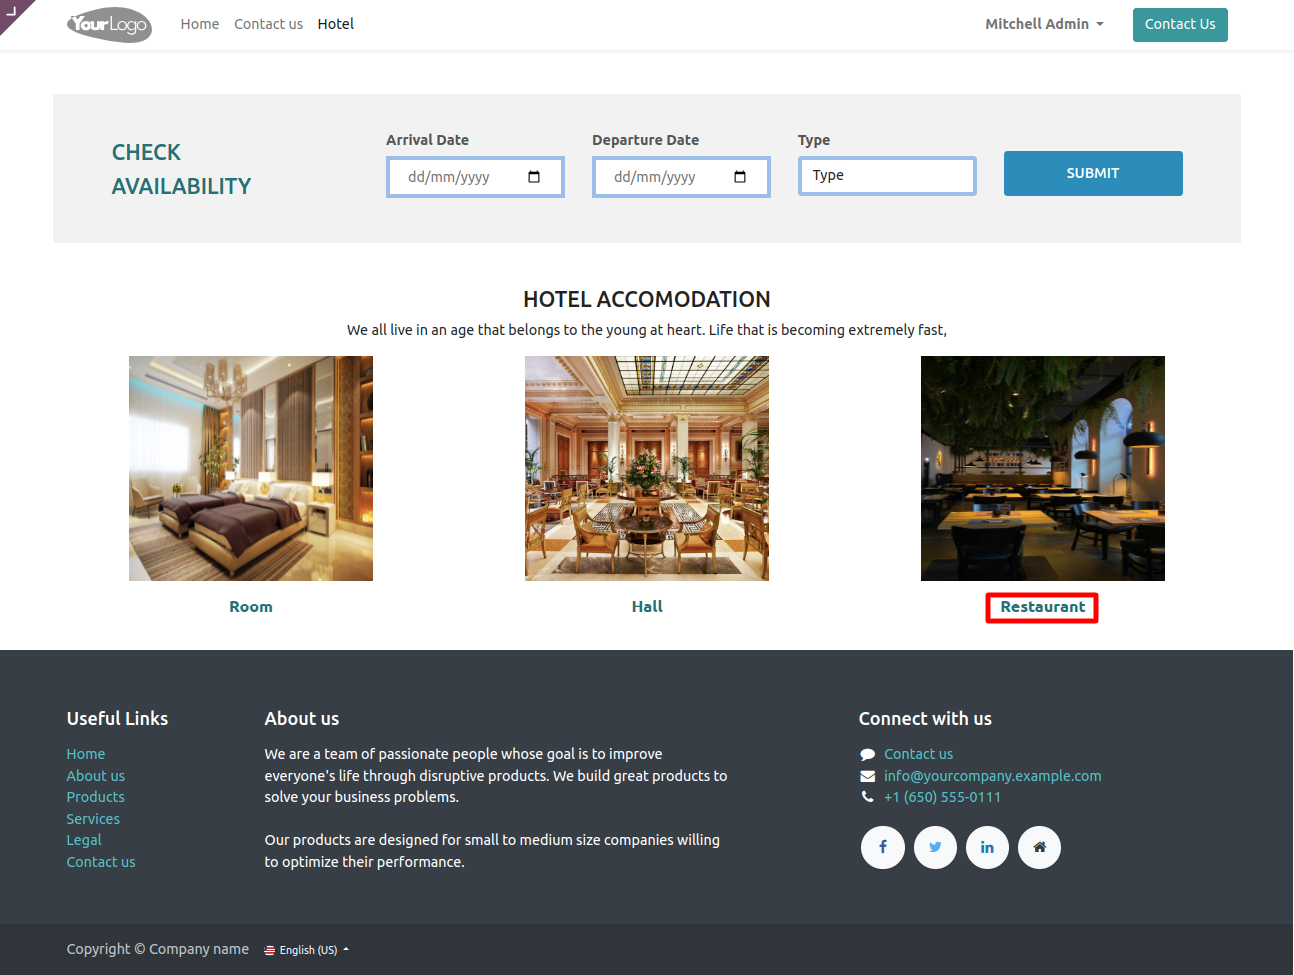 YourLogo Home Contact us Hotel Mitchell Admin Contact Us
CHECK
AVAILABILITY
Arrival Date Departure Date Type
dd/mm/yyyy dd/mm/yyyy Type SUBMIT
HOTEL ACCOMODATION
We all live in an age that belongs to the young at heart. Life that is becoming extremely fast,
Room Hall Restaurant
Useful Links
Home
About us
Products
Services
Legal
Contact us
About us
We are a team of passionate people whose goal is to improve
everyone's life through disruptive products. We build great products to
solve your business problems.
Our products are designed for small to medium size companies willing
to optimize their performance.
Connect with us
Contact us
info@yourcompany.example.com
+1 (650) 555-0111
Copyright © Company name English (US)